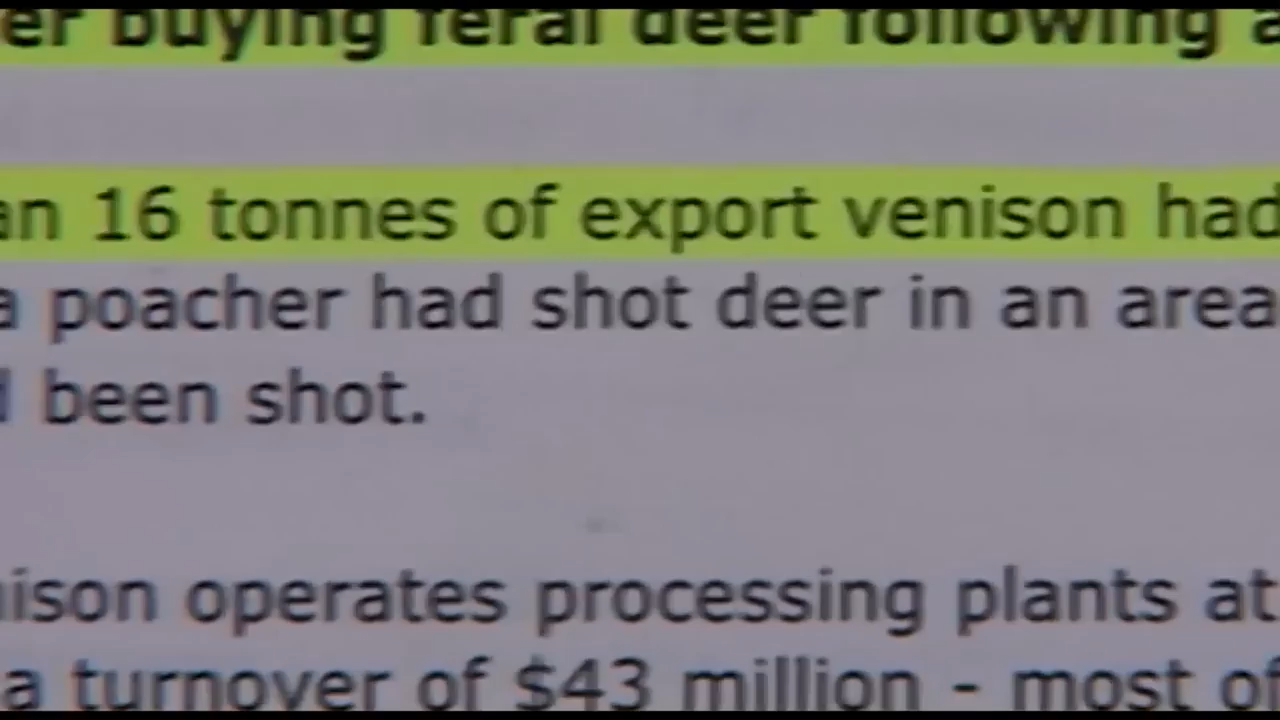 er buying feral deer following a
an 16 tonnes of export venison had
a poacher had shot deer in an area
d been shot.
nison operates processing plants at
a turnover of $43 million - most of